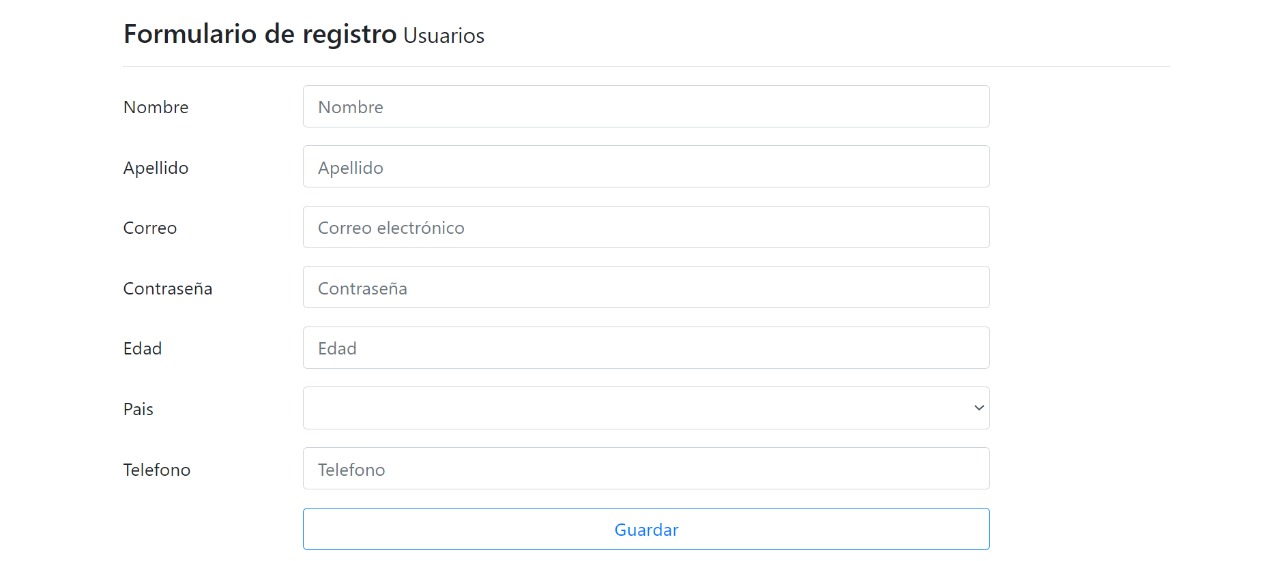 Formulario de registro Usuarios
Nombre Nombre
Apellido Apellido
Correo Correo electrónico
Contraseña Contraseña
Edad Edad
Pais
Telefono Telefono
Guardar